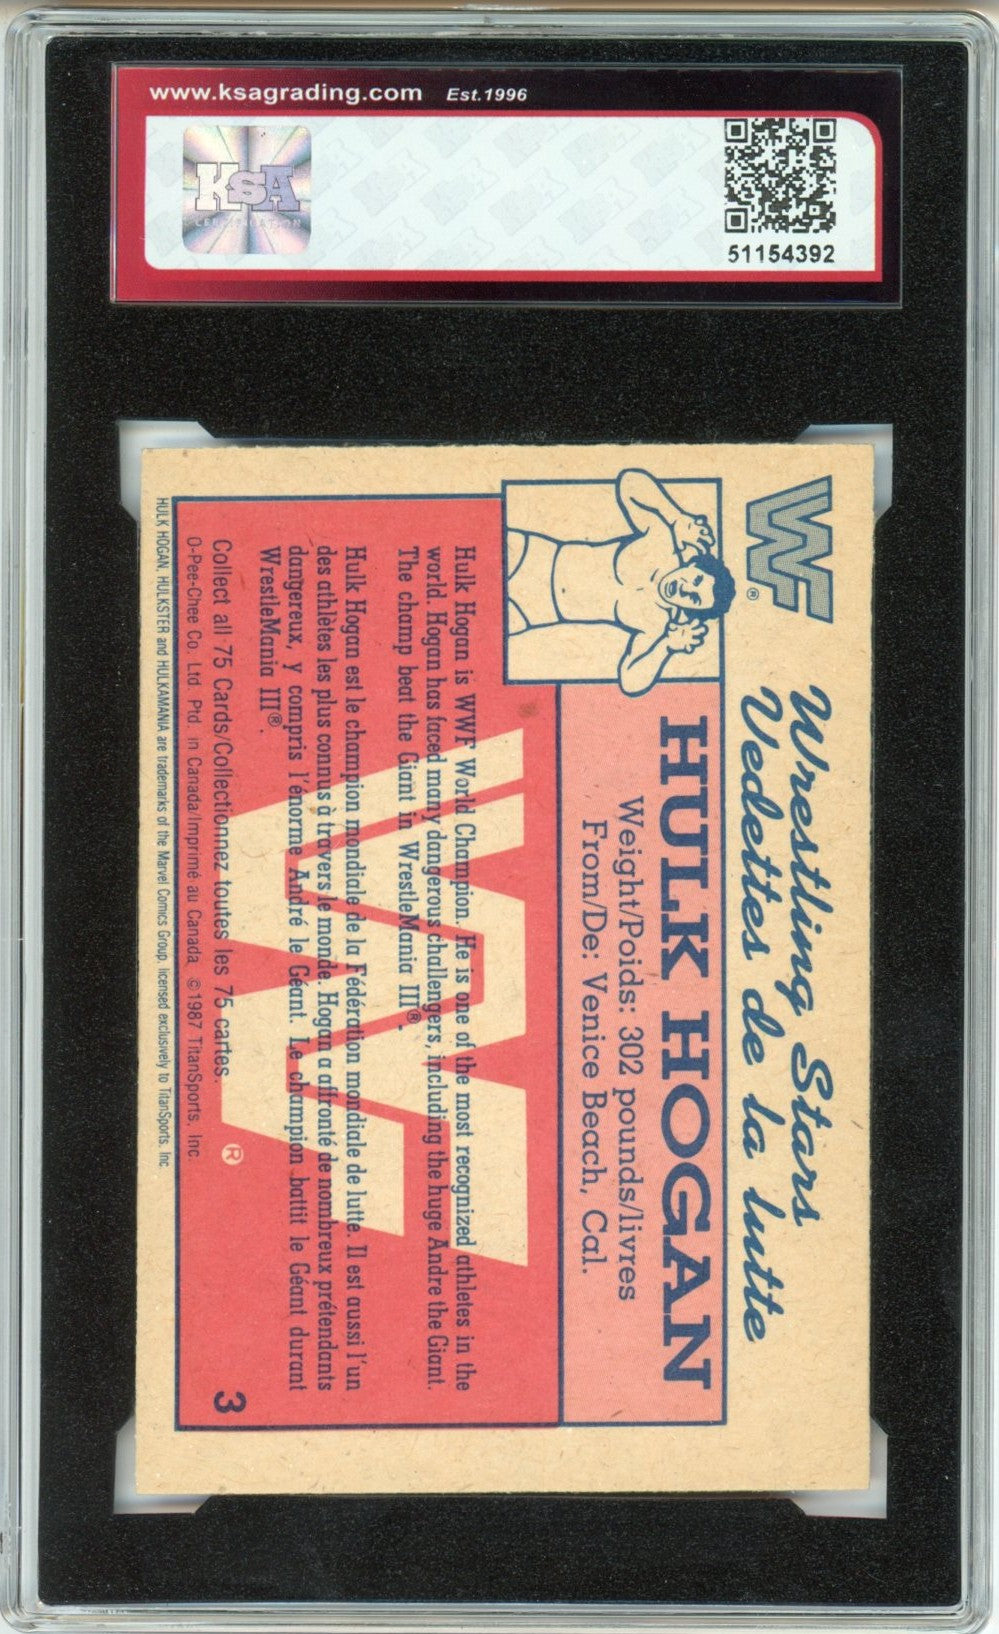 www.ksagrading.com Est.1996
KSA
CERTIFICATION
51154392
WF
®
Wrestling Stars
Vedettes de la lutte
HULK HOGAN
Weight/Poids: 302 pounds/livres
From/De: Venice Beach, Cal.
Hulk Hogan is WWF World Champion. He is one of the most recognized athletes in the
world. Hogan has faced many dangerous challengers, including the huge Andre the Giant.
The champ beat the Giant in WrestleMania III®.
Hulk Hogan est le champion mondiale de la Fédération mondiale de lutte. Il est aussi l'un
des athlètes les plus connus à travers le monde. Hogan a affronté de nombreux prétendants
dangereux, y compris l'énorme André le Géant. Le champion battit le Géant durant
WrestleMania III®.
®
Collect all 75 Cards/Collectionnez toutes les 75 cartes.
3
O-Pee-Chee Co. Ltd. Ptd. in Canada/Imprimé au Canada ©1987 TitanSports, Inc.
HULK HOGAN, HULKSTER and HULKAMANIA are trademarks of the Marvel Comics Group, licensed exclusively to TitanSports, Inc.